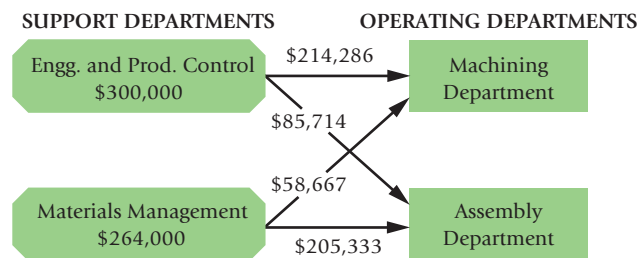 SUPPORT DEPARTMENTS
OPERATING DEPARTMENTS
Engg. and Prod. Control
$300,000
$214,286
Machining
Department
$85,714
$58,667
Materials Management
$264,000
$205,333
Assembly
Department